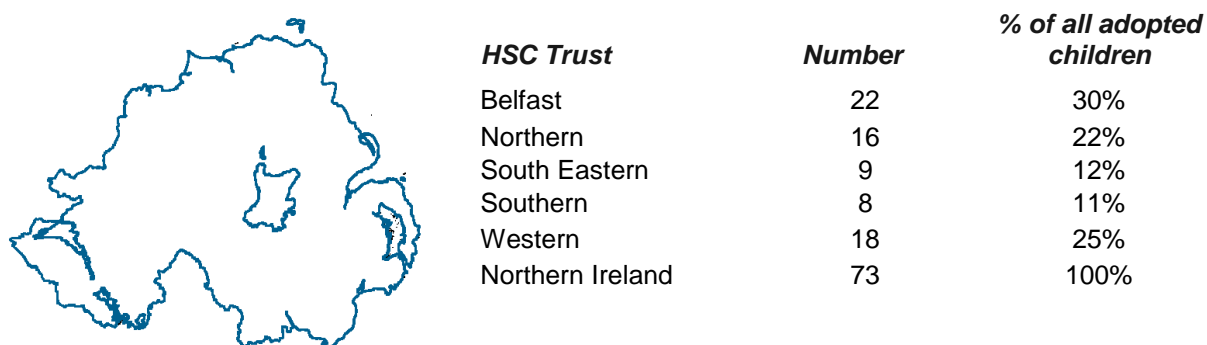 % of all adopted
HSC Trust Number children
Belfast 22 30%
Northern 16 22%
South Eastern 9 12%
Southern 8 11%
Western 18 25%
Northern Ireland 73 100%